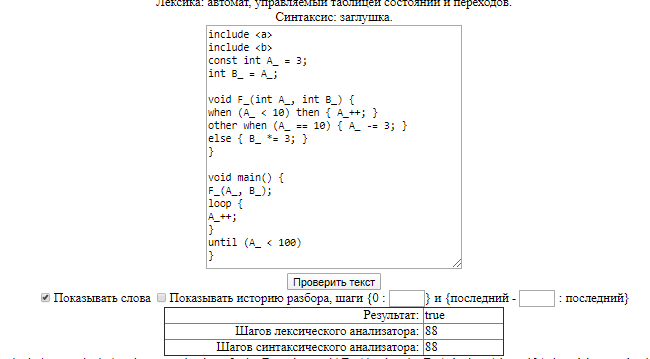 Лексика: автомат, управляемый таблицей состояний и переходов.
Синтаксис: заглушка.
include <a>
include <b>
const int A_ = 3;
int B_ = A_;
void F_(int A_, int B_) {
when (A_ < 10) then { A_++; }
other when (A_ == 10) { A_ -= 3; }
else { B_ *= 3; }
}
void main() {
F_(A_, B_);
loop {
A_++;
}
until (A_ < 100)
}
Проверить текст
Показывать слова Показывать историю разбора, шаги {0 : } и {последний - : последний}
Результат: true
Шагов лексического анализатора: 88
Шагов синтаксического анализатора: 88